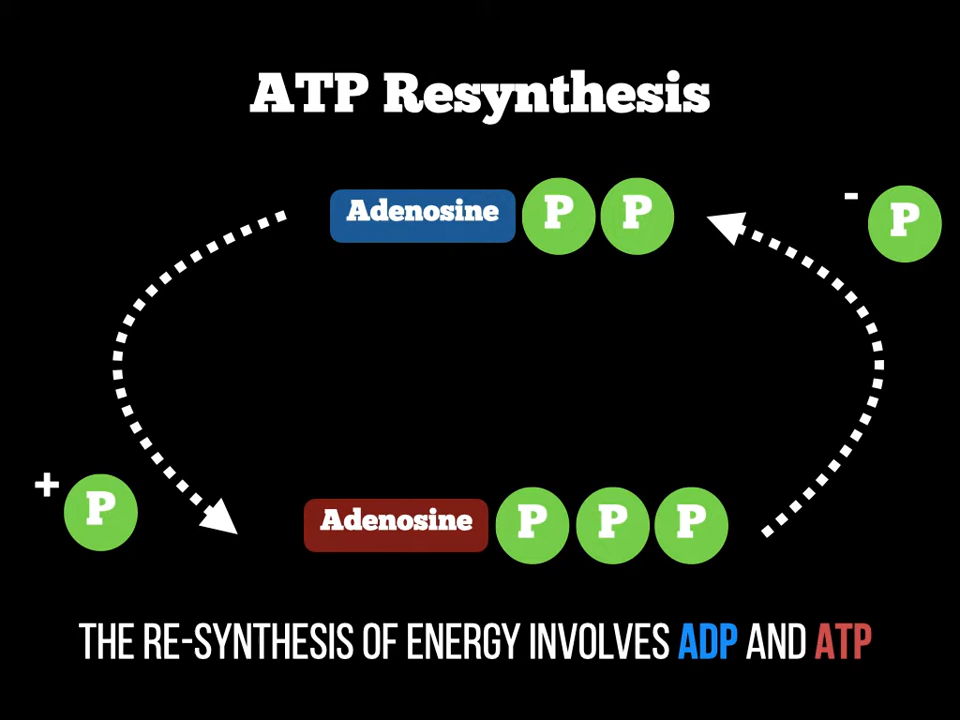 ATP Resynthesis
Adenosine P P
- P
+ P
Adenosine P P P
THE RE-SYNTHESIS OF ENERGY INVOLVES ADP AND ATP